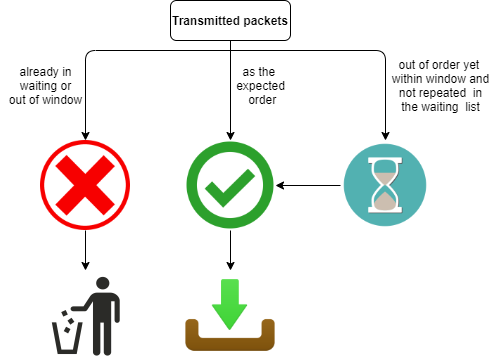 Transmitted packets
already in
waiting or
out of window
as the
expected
order
out of order yet
within window and
not repeated in
the waiting list